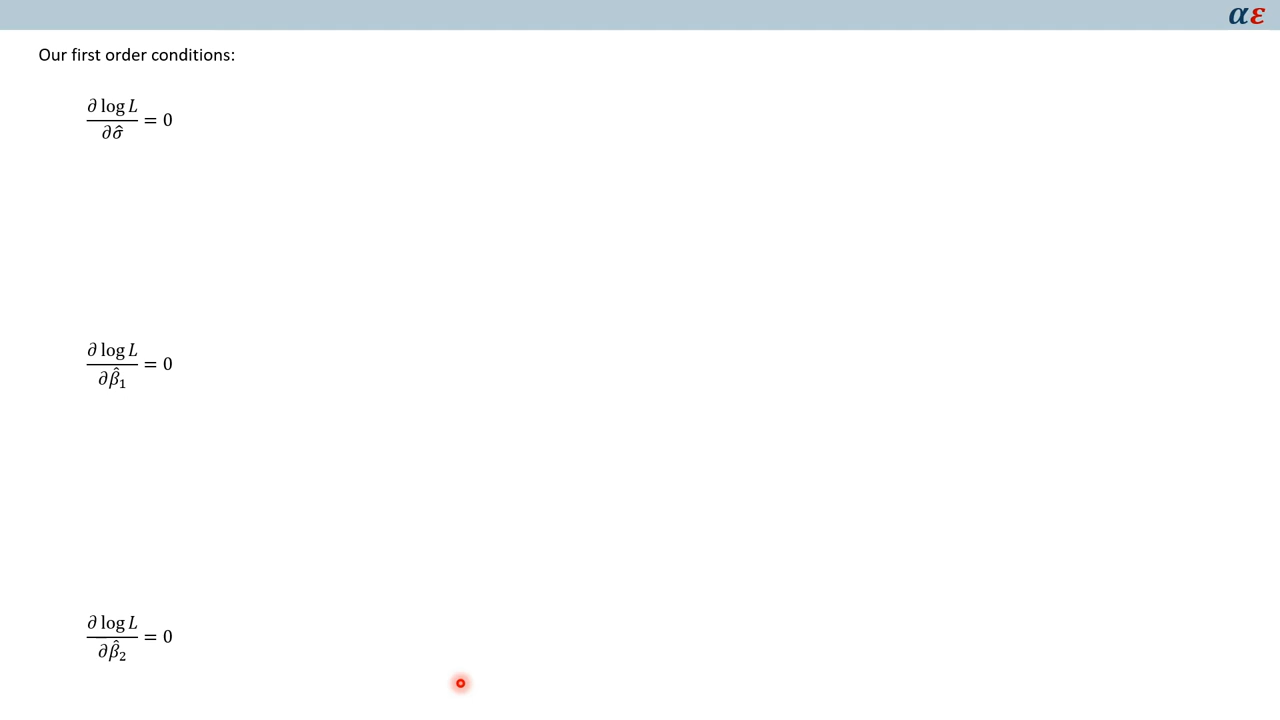 αε
Our first order conditions:
∂ log L / ∂σ̂ = 0
∂ log L / ∂β̂₁ = 0
∂ log L / ∂β̂₂ = 0